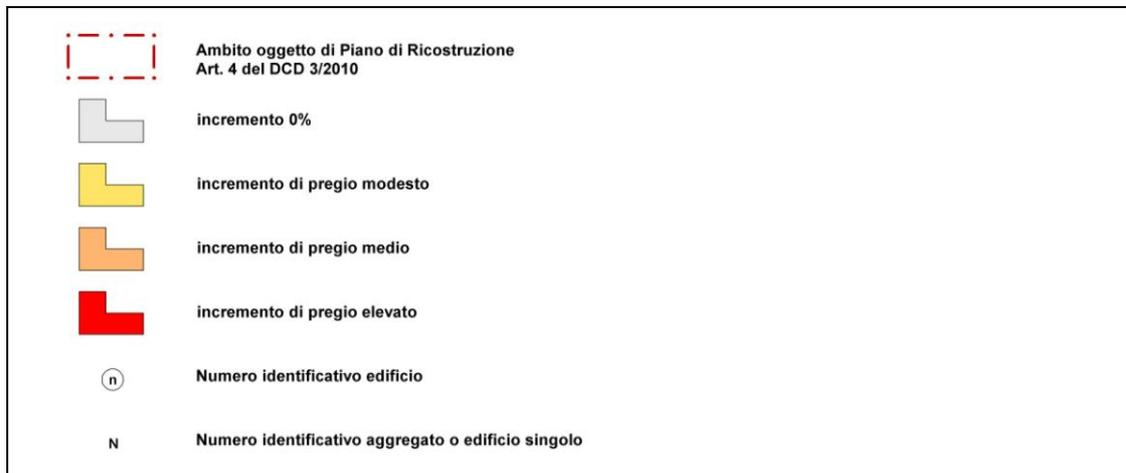 Ambito oggetto di Piano di Ricostruzione
Art. 4 del DCD 3/2010
incremento 0%
incremento di pregio modesto
incremento di pregio medio
incremento di pregio elevato
n Numero identificativo edificio
N Numero identificativo aggregato o edificio singolo